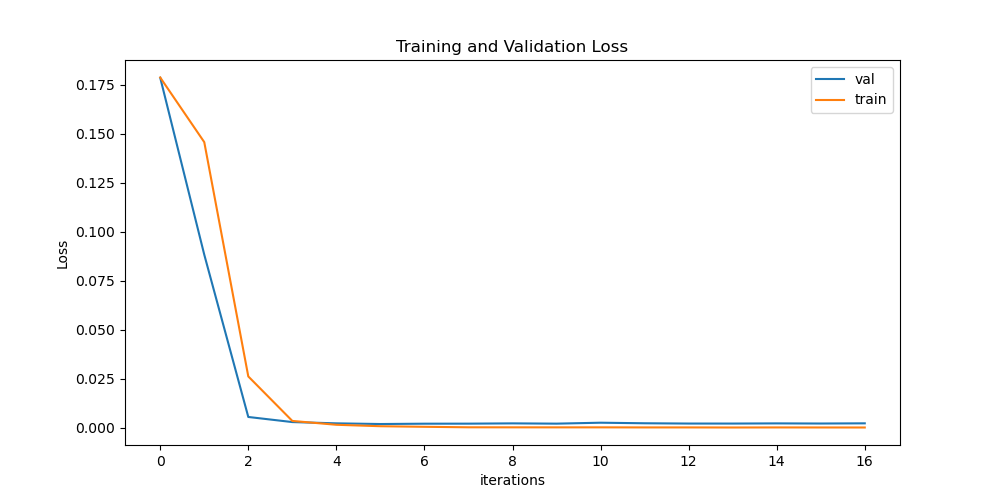 Training and Validation Loss
val
train
0.175
0.150
0.125
0.100
0.075
0.050
0.025
0.000
Loss
0 2 4 6 8 10 12 14 16
iterations